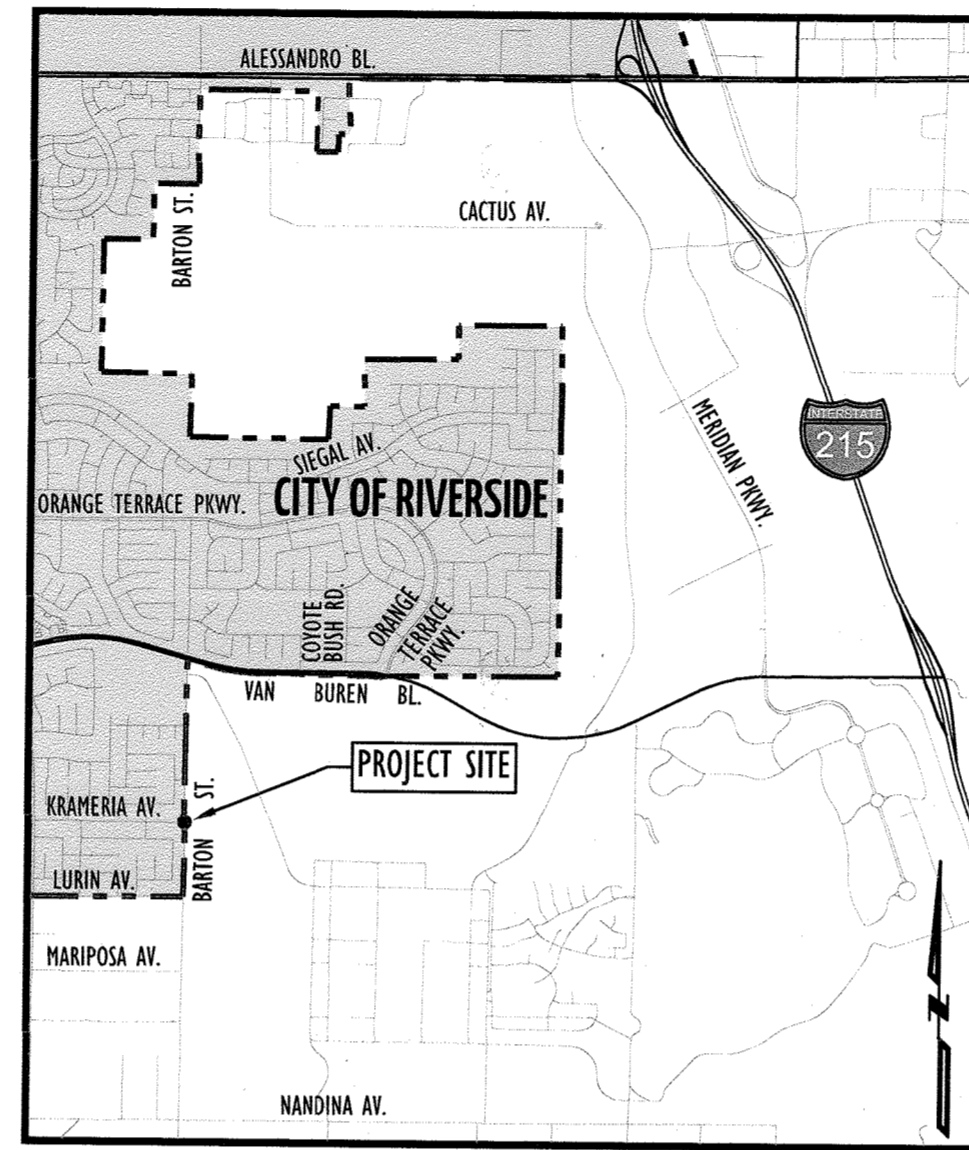 ALESSANDRO BL.
BARTON ST.
CACTUS AV.
MERIDIAN PKWY.
INTERSTATE
215
SIEGAL AV.
ORANGE TERRACE PKWY.
CITY OF RIVERSIDE
COYOTE
BUSH RD.
ORANGE
TERRACE
PKWY.
VAN BUREN BL.
PROJECT SITE
KRAMERIA AV.
BARTON ST.
LURIN AV.
MARIPOSA AV.
NANDINA AV.
N